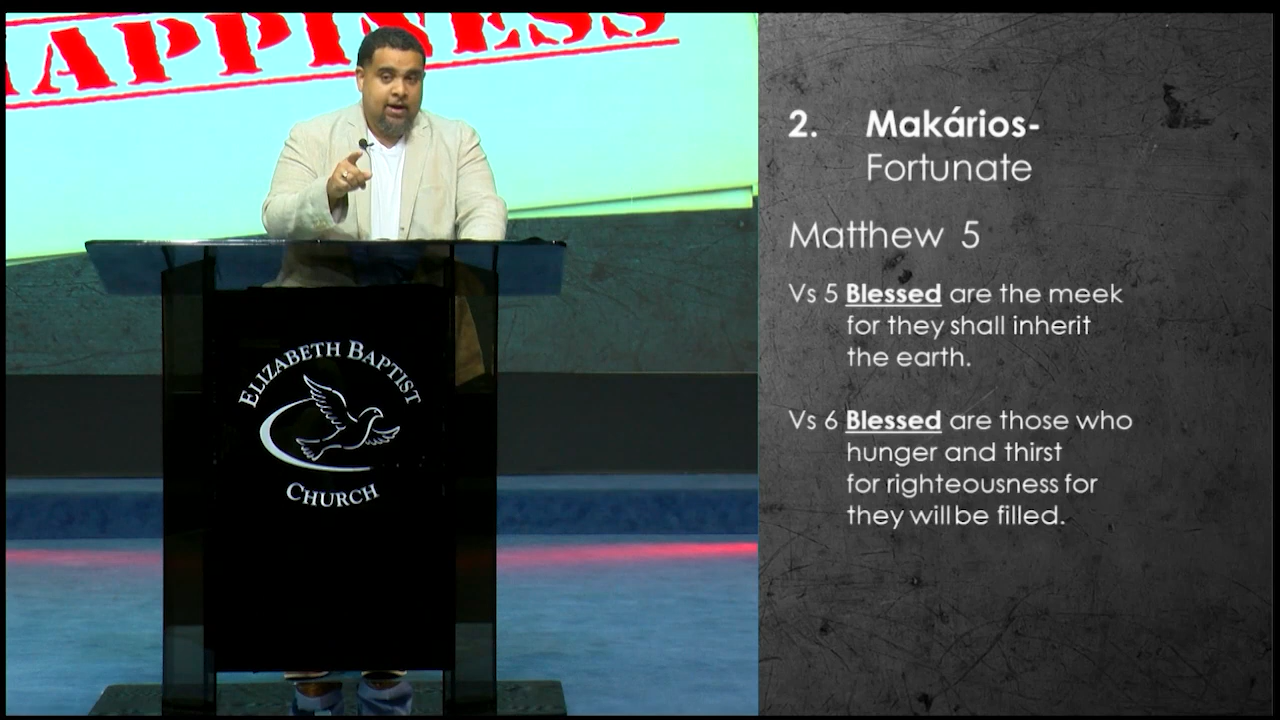 HAPPINESS
ELIZABETH BAPTIST
CHURCH
2. Makários-
Fortunate
Matthew 5
Vs 5 Blessed are the meek
for they shall inherit
the earth.
Vs 6 Blessed are those who
hunger and thirst
for righteousness for
they will be filled.